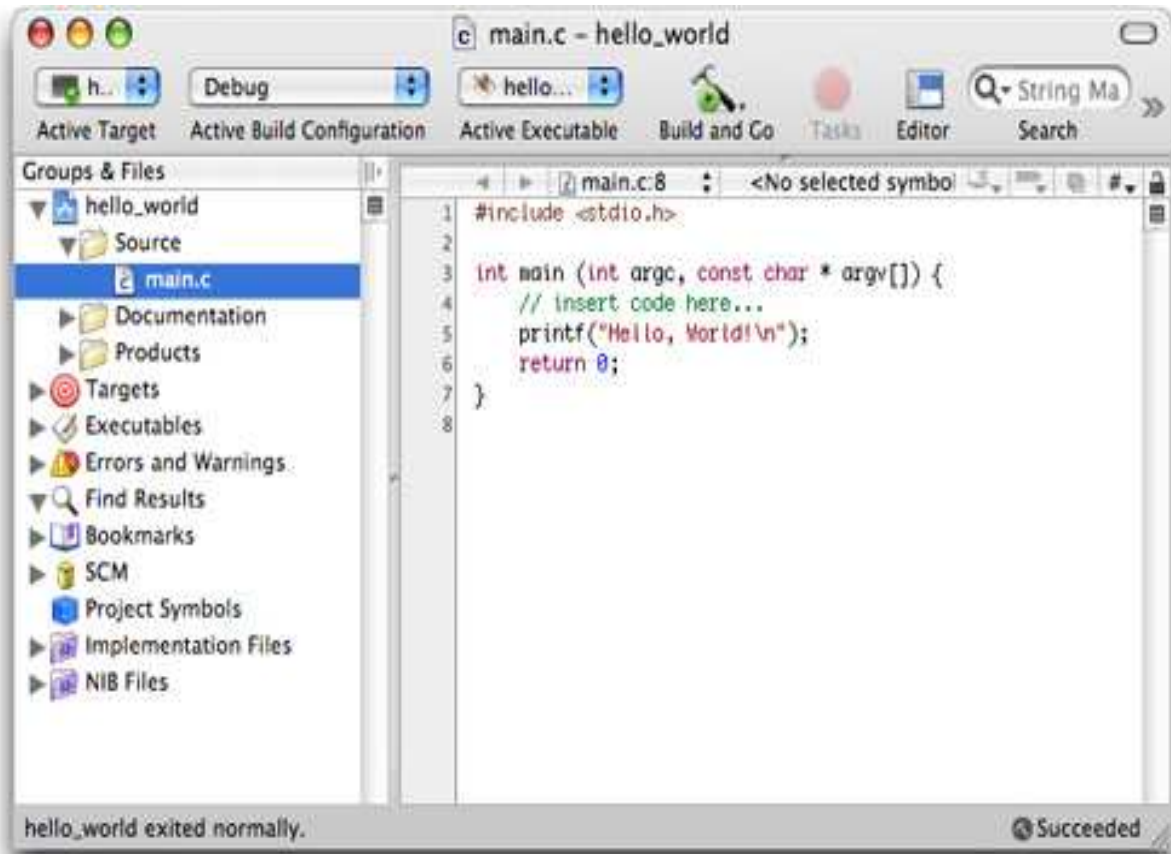 main.c – hello_world
h.. Debug hello... String Ma
Active Target Active Build Configuration Active Executable Build and Go Tasks Editor Search
Groups & Files
hello_world
Source
main.c
Documentation
Products
Targets
Executables
Errors and Warnings
Find Results
Bookmarks
SCM
Project Symbols
Implementation Files
NIB Files
main.c:8 <No selected symbol #
1 #include <stdio.h>
2
3 int main (int argc, const char * argv[]) {
4 // insert code here...
5 printf("Hello, World!\n");
6 return 0;
7 }
8
hello_world exited normally. Succeeded